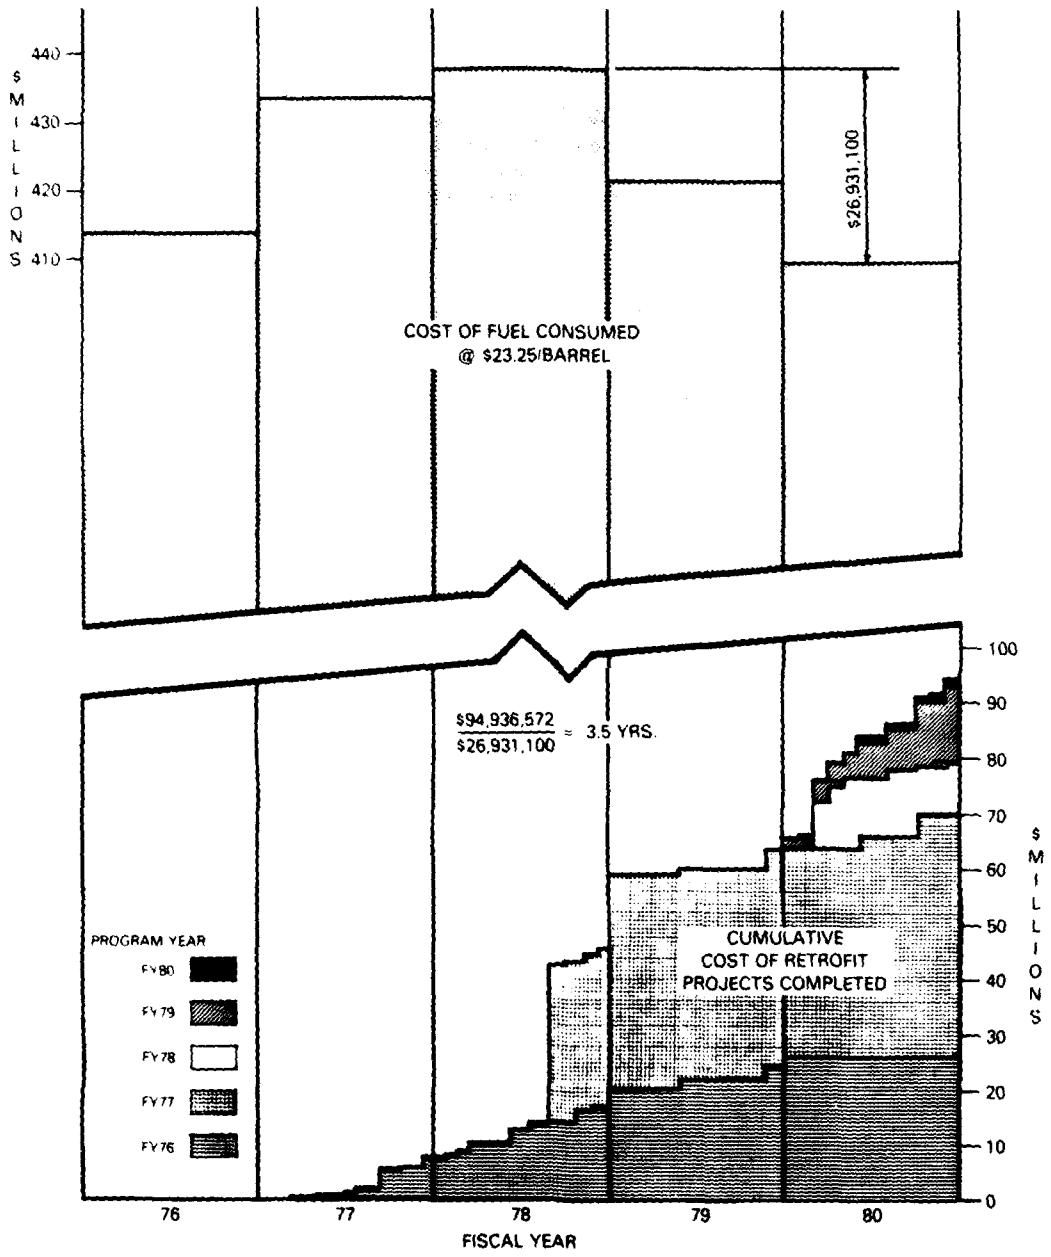 440
430
420
410
$ MILLIONS
$26,931,100
COST OF FUEL CONSUMED
@ $23.25/BARREL
100
90
80
70
60
50
40
30
20
10
0
$ MILLIONS
$94,936,572
$26,931,100
= 3.5 YRS.
CUMULATIVE
COST OF RETROFIT
PROJECTS COMPLETED
PROGRAM YEAR
FY80
FY79
FY78
FY77
FY76
76 77 78 79 80
FISCAL YEAR